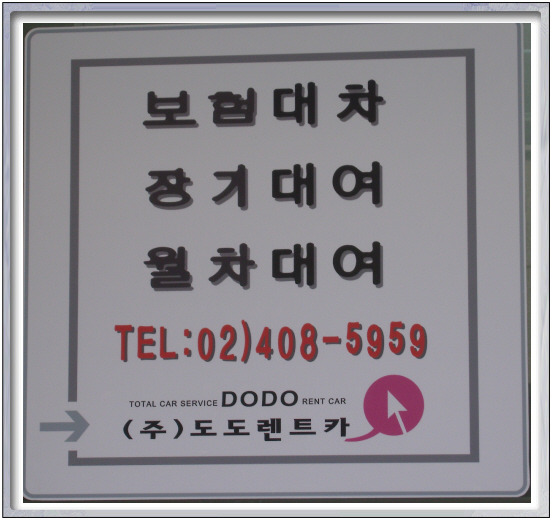 보험대차
장기대여
월차대여
TEL:02)408-5959
TOTAL CAR SERVICE DODO RENT CAR
(주)도도렌트카